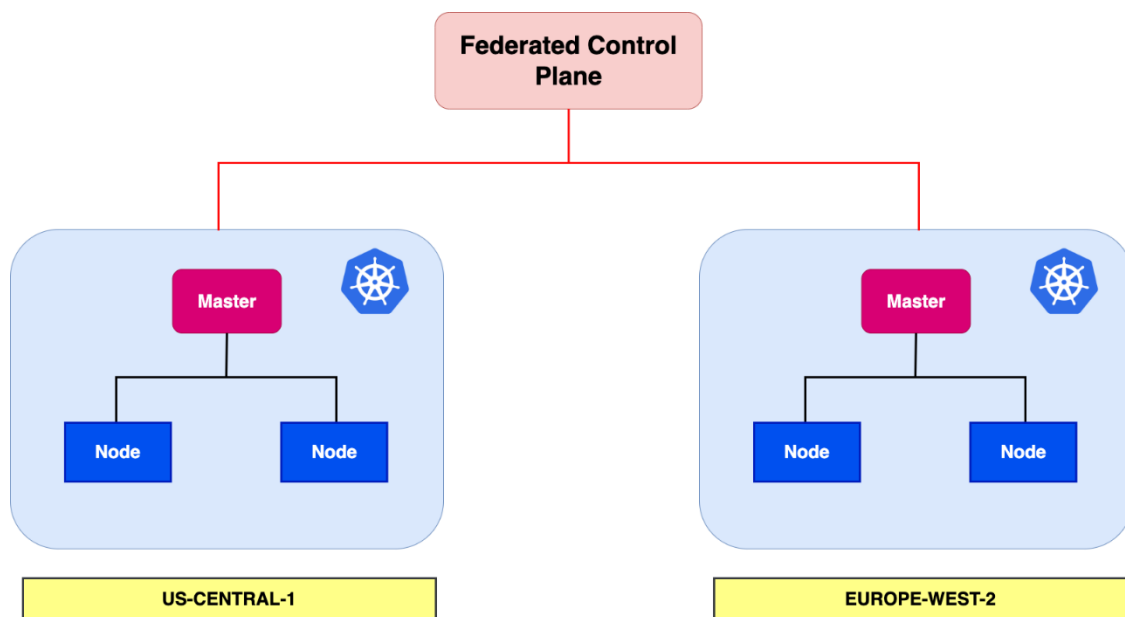 Federated Control
Plane
Master
Master
Node
Node
Node
Node
US-CENTRAL-1
EUROPE-WEST-2